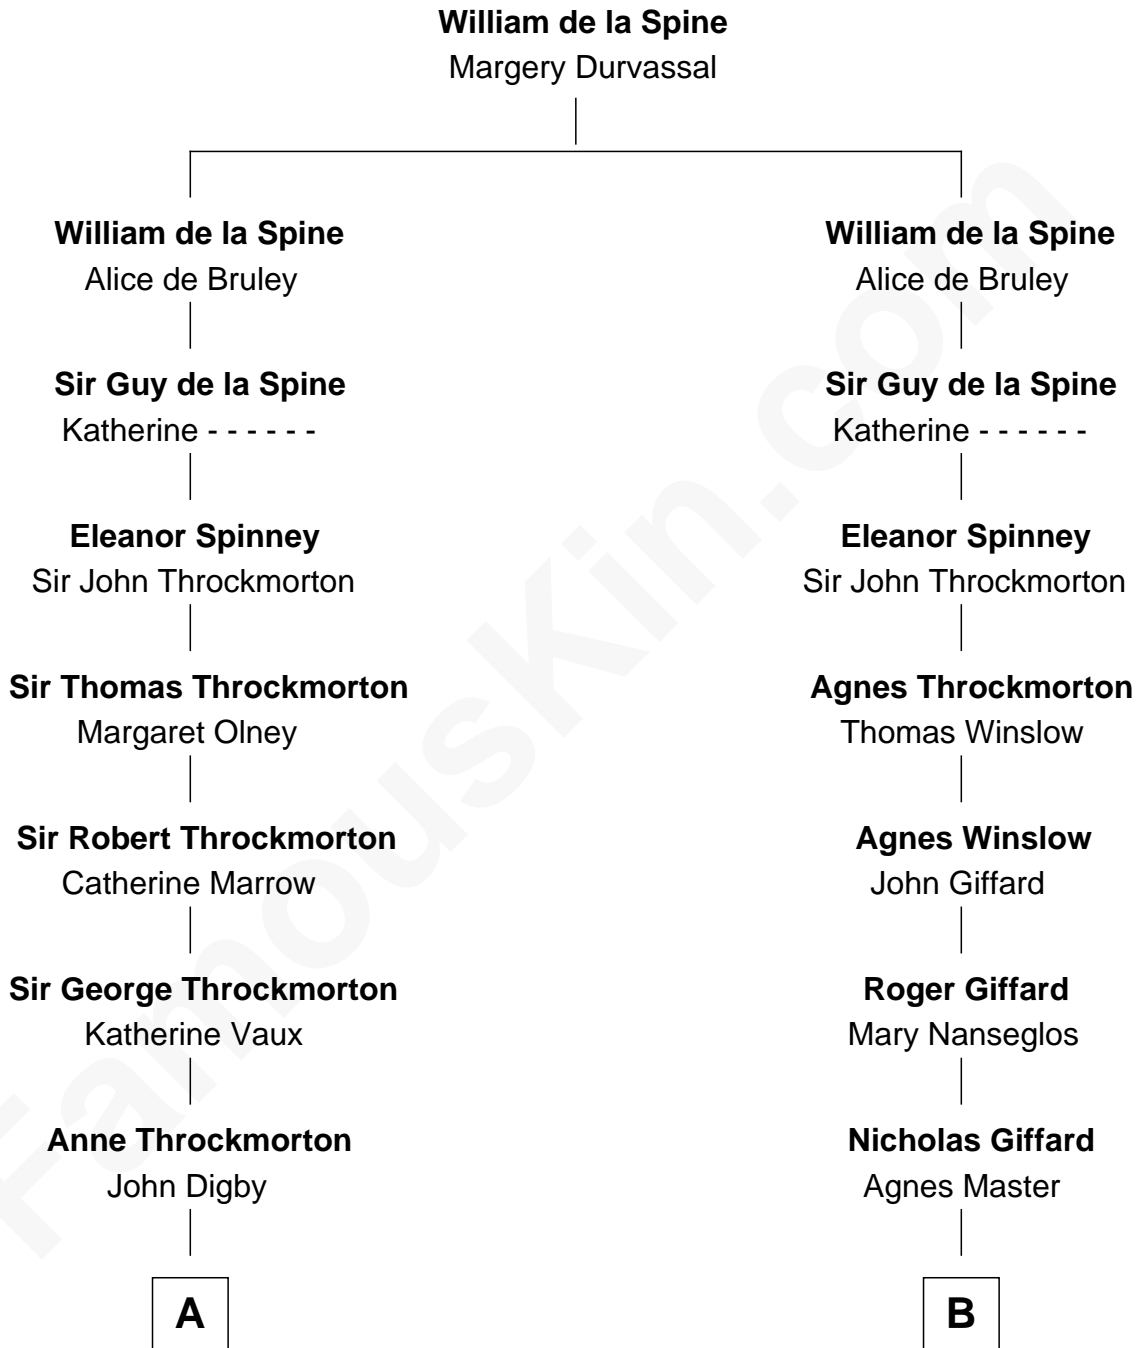 William de la Spine
Margery Durvassal
William de la Spine
Alice de Bruley
Sir Guy de la Spine
Katherine - - - - - -
Eleanor Spinney
Sir John Throckmorton
Sir Thomas Throckmorton
Margaret Olney
Sir Robert Throckmorton
Catherine Marrow
Sir George Throckmorton
Katherine Vaux
Anne Throckmorton
John Digby
A
William de la Spine
Alice de Bruley
Sir Guy de la Spine
Katherine - - - - - -
Eleanor Spinney
Sir John Throckmorton
Agnes Throckmorton
Thomas Winslow
Agnes Winslow
John Giffard
Roger Giffard
Mary Nanseglos
Nicholas Giffard
Agnes Master
B
FamousKin.com